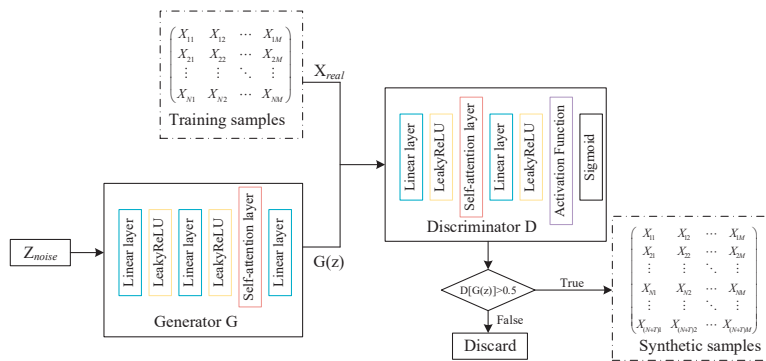 X11 X12 ⋯ X1M
X21 X22 ⋯ X2M
⋮ ⋮ ⋱ ⋮
XN1 XN2 ⋯ XNM
Training samples
Xreal
Znoise
Linear layer
LeakyReLU
Linear layer
LeakyReLU
Self-attention layer
Linear layer
Generator G
G(z)
Linear layer
LeakyReLU
Self-attention layer
Linear layer
LeakyReLU
Activation Function
Sigmoid
Discriminator D
D[G(z)]>0.5
True
False
Discard
X11 X12 ⋯ X1M
X21 X22 ⋯ X2M
⋮ ⋮ ⋱ ⋮
XN1 XN2 ⋯ XNM
⋮ ⋮ ⋱ ⋮
X(N+T)1 X(N+T)2 ⋯ X(N+T)M
Synthetic samples